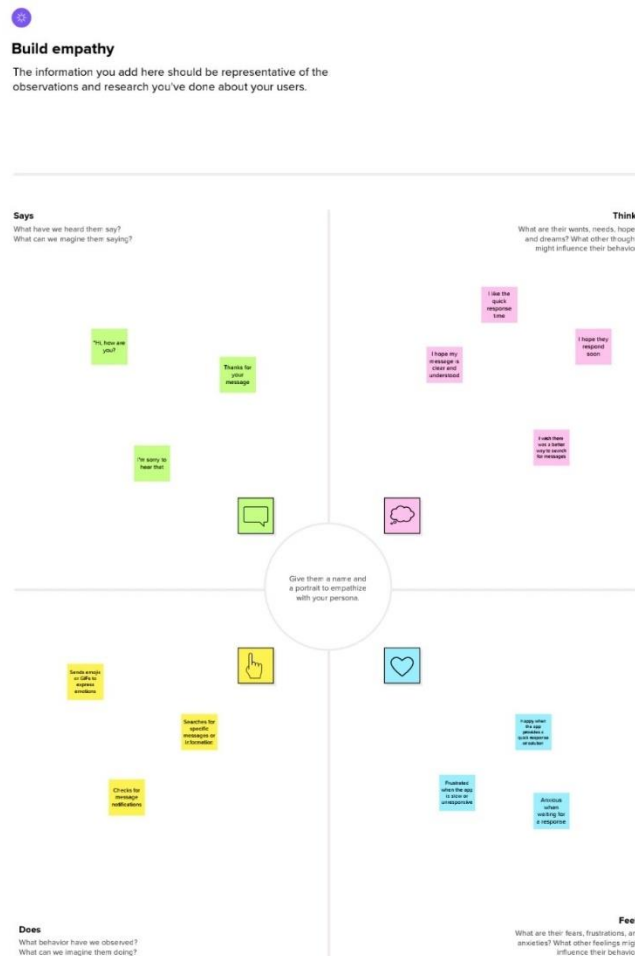 Build empathy
The information you add here should be representative of the
observations and research you've done about your users.
Says
What have we heard them say?
What can we imagine them saying?
Think
What are their wants, needs, hope
and dreams? What other though
might influence their behavio
"Hi, how are
you?
Thanks for
your
message
I'm sorry to
hear that
I like the
quick
response
time
I hope my
message is
clear and
understood
I hope they
respond
soon
I wish there
was a better
way to search
for messages
Give them a name and
a portrait to empathize
with your persona.
Sends emojis
or GIFs to
express
emotions
Searches for
specific
messages or
information
Checks for
message
notifications
Happy when
the app
provides a
quick response
or solution
Frustrated
when the app
is slow or
unresponsive
Anxious
when
waiting for
a response
Does
What behavior have we observed?
What can we imagine them doing?
Fee
What are their fears, frustrations, an
anxieties? What other feelings mig
influence their behavio